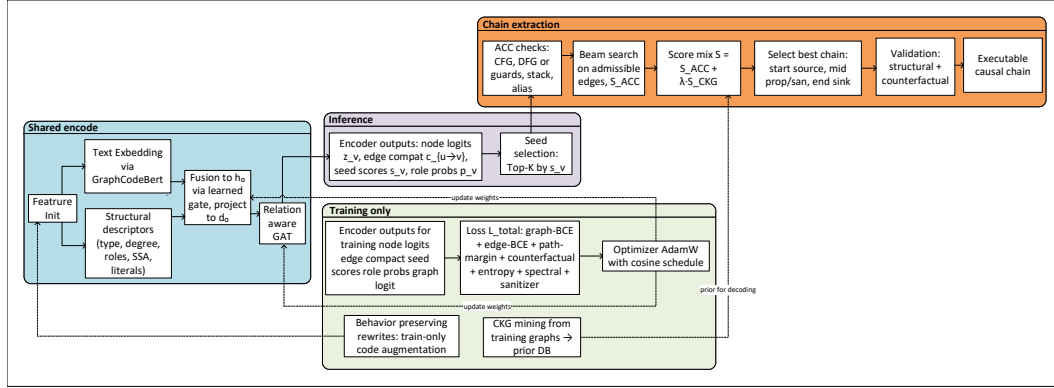 Chain extraction
ACC checks:
CFG, DFG or
guards, stack,
alias
Beam search
on admissible
edges, S_ACC
Score mix S =
S_ACC +
λ·S_CKG
Select best chain:
start source, mid
prop/san, end sink
Validation:
structural +
counterfactual
Executable
causal chain
Inference
Encoder outputs: node logits
z_v, edge compat c_{u→v},
seed scores s_v, role probs p_v
Seed
selection:
Top-K by s_v
Shared encode
Feartrure
Init
Text Exbedding
via
GraphCodeBert
Structural
descriptors
(type, degree,
roles, SSA,
literals)
Fusion to h₀
via learned
gate, project
to d₀
Relation
aware
GAT
update weights
Training only
Encoder outputs for
training node logits
edge compact seed
scores role probs graph
logit
Loss L_total: graph-BCE
+ edge-BCE + path-
margin + counterfactual
+ entropy + spectral +
sanitizer
Optimizer AdamW
with cosine schedule
prior for decoding
update weights
Behavior preserving
rewrites: train-only
code augmentation
CKG mining from
training graphs →
prior DB